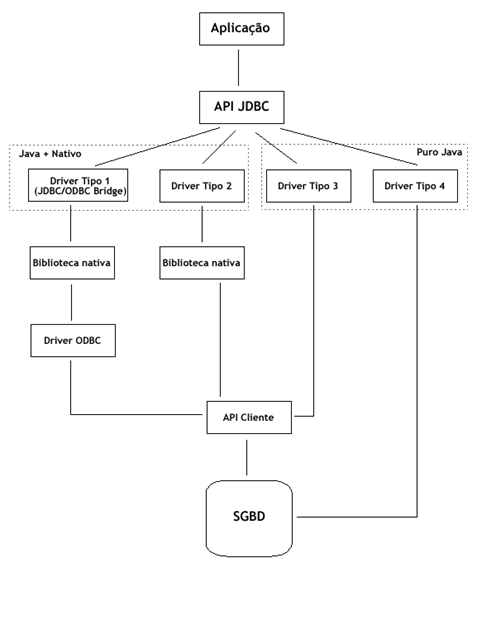 Aplicação
API JDBC
Java + Nativo
Puro Java
Driver Tipo 1
(JDBC/ODBC Bridge)
Driver Tipo 2
Driver Tipo 3
Driver Tipo 4
Biblioteca nativa
Biblioteca nativa
Driver ODBC
API Cliente
SGBD